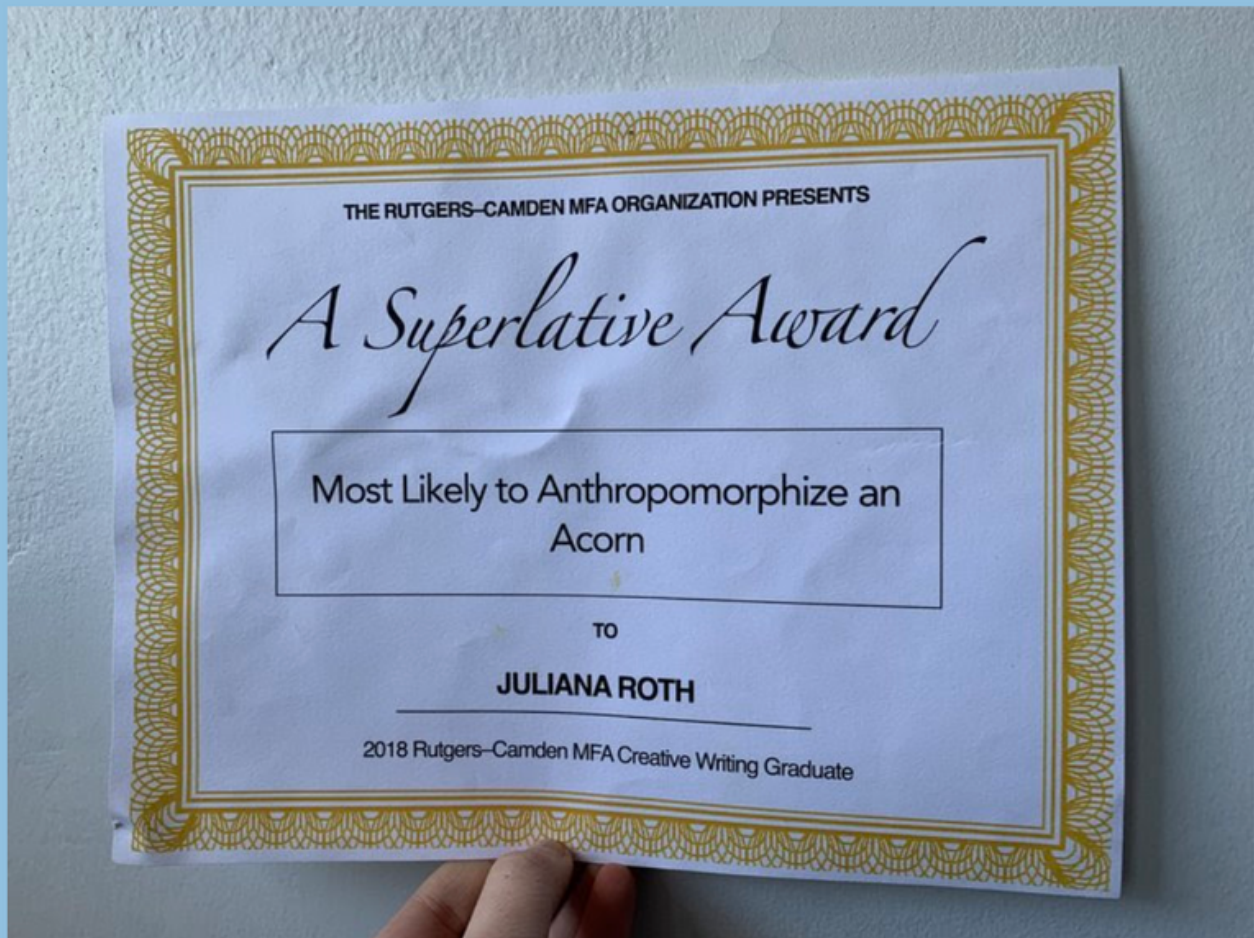 THE RUTGERS–CAMDEN MFA ORGANIZATION PRESENTS
A Superlative Award
Most Likely to Anthropomorphize an
Acorn
TO
JULIANA ROTH
2018 Rutgers–Camden MFA Creative Writing Graduate